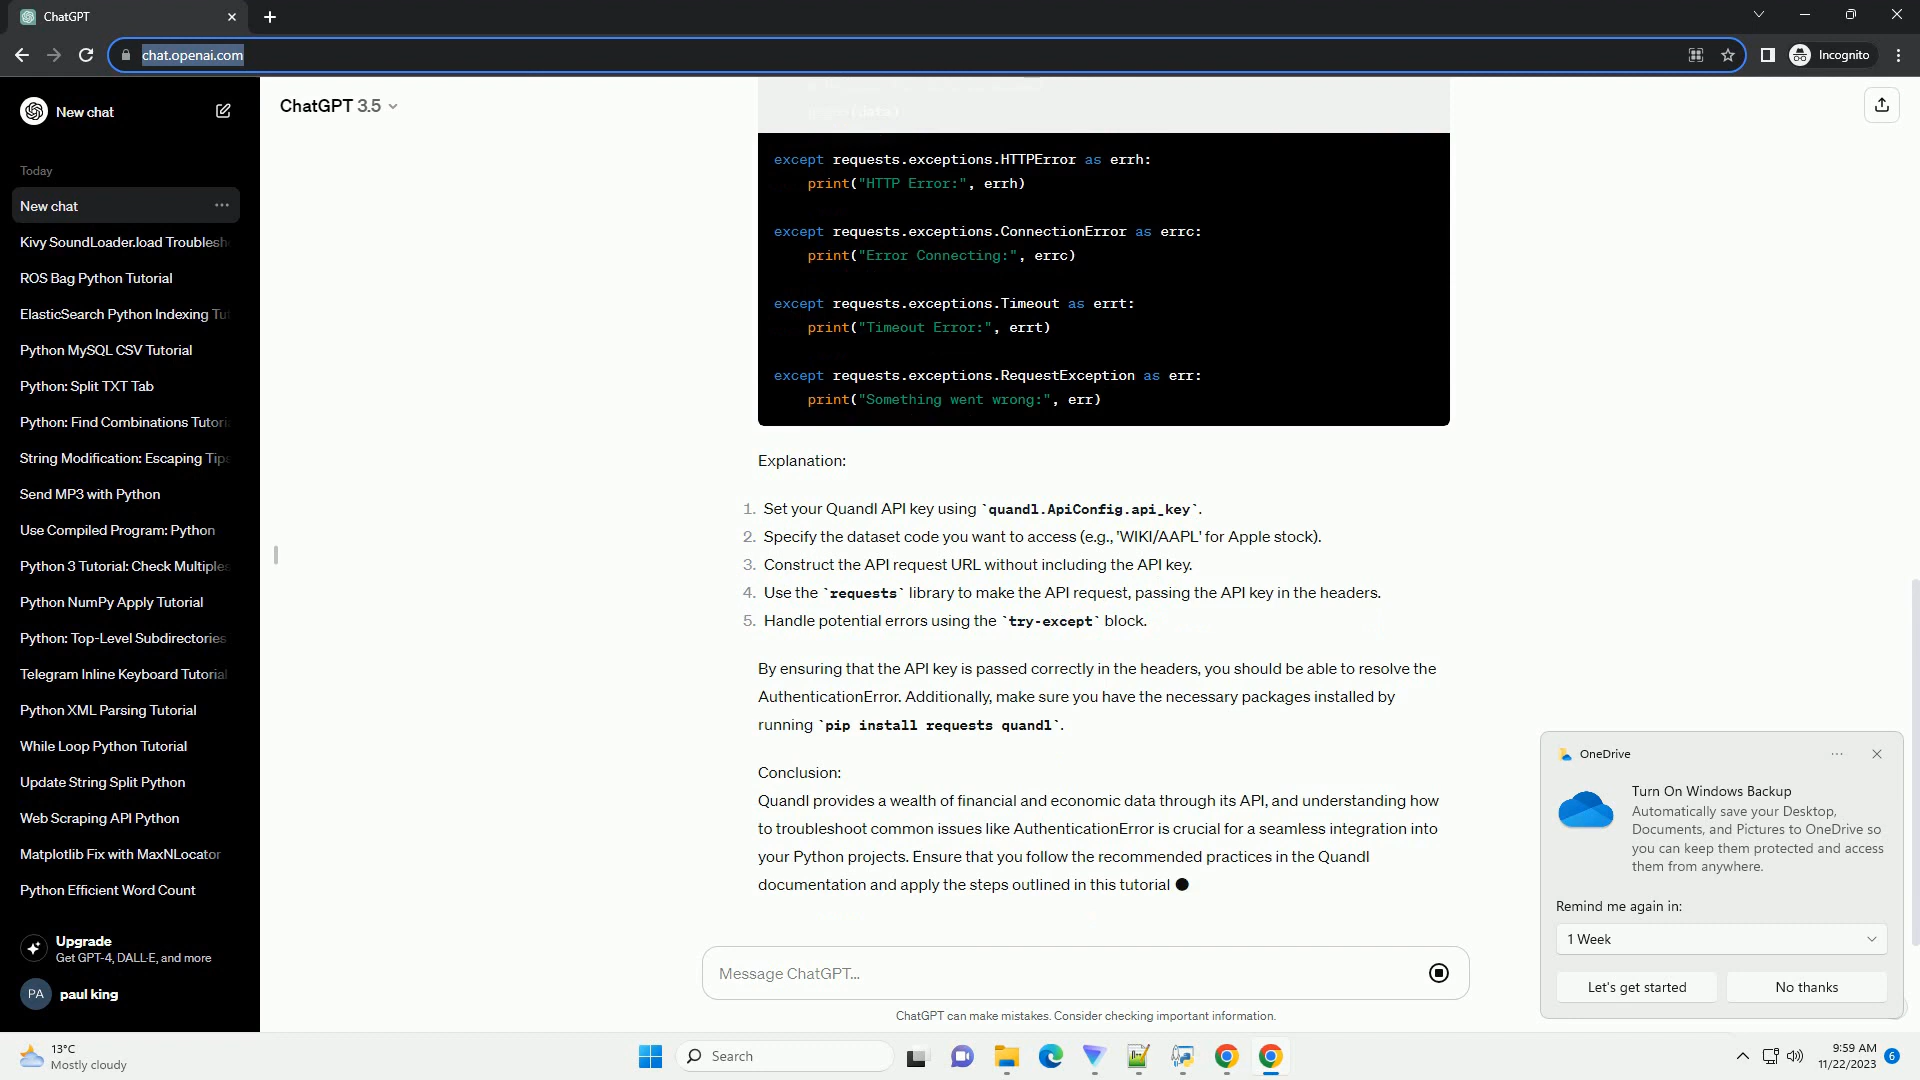 ChatGPT
chat.openai.com
Incognito
New chat
Today
New chat
Kivy SoundLoader.load Troublesh
ROS Bag Python Tutorial
ElasticSearch Python Indexing Tut
Python MySQL CSV Tutorial
Python: Split TXT Tab
Python: Find Combinations Tutori
String Modification: Escaping Tips
Send MP3 with Python
Use Compiled Program: Python
Python 3 Tutorial: Check Multiples
Python NumPy Apply Tutorial
Python: Top-Level Subdirectories
Telegram Inline Keyboard Tutorial
Python XML Parsing Tutorial
While Loop Python Tutorial
Update String Split Python
Web Scraping API Python
Matplotlib Fix with MaxNLocator
Python Efficient Word Count
Upgrade
Get GPT-4, DALL·E, and more
PA paul king
ChatGPT 3.5
except requests.exceptions.HTTPError as errh:
print("HTTP Error:", errh)
except requests.exceptions.ConnectionError as errc:
print("Error Connecting:", errc)
except requests.exceptions.Timeout as errt:
print("Timeout Error:", errt)
except requests.exceptions.RequestException as err:
print("Something went wrong:", err)
Explanation:
1. Set your Quandl API key using `quandl.ApiConfig.api_key`.
2. Specify the dataset code you want to access (e.g., 'WIKI/AAPL' for Apple stock).
3. Construct the API request URL without including the API key.
4. Use the `requests` library to make the API request, passing the API key in the headers.
5. Handle potential errors using the `try-except` block.
By ensuring that the API key is passed correctly in the headers, you should be able to resolve the
AuthenticationError. Additionally, make sure you have the necessary packages installed by
running `pip install requests quandl`.
Conclusion:
Quandl provides a wealth of financial and economic data through its API, and understanding how
to troubleshoot common issues like AuthenticationError is crucial for a seamless integration into
your Python projects. Ensure that you follow the recommended practices in the Quandl
documentation and apply the steps outlined in this tutorial
Message ChatGPT...
ChatGPT can make mistakes. Consider checking important information.
OneDrive
Turn On Windows Backup
Automatically save your Desktop,
Documents, and Pictures to OneDrive so
you can keep them protected and access
them from anywhere.
Remind me again in:
1 Week
Let's get started
No thanks
13°C
Mostly cloudy
Search
9:59 AM
11/22/2023
6